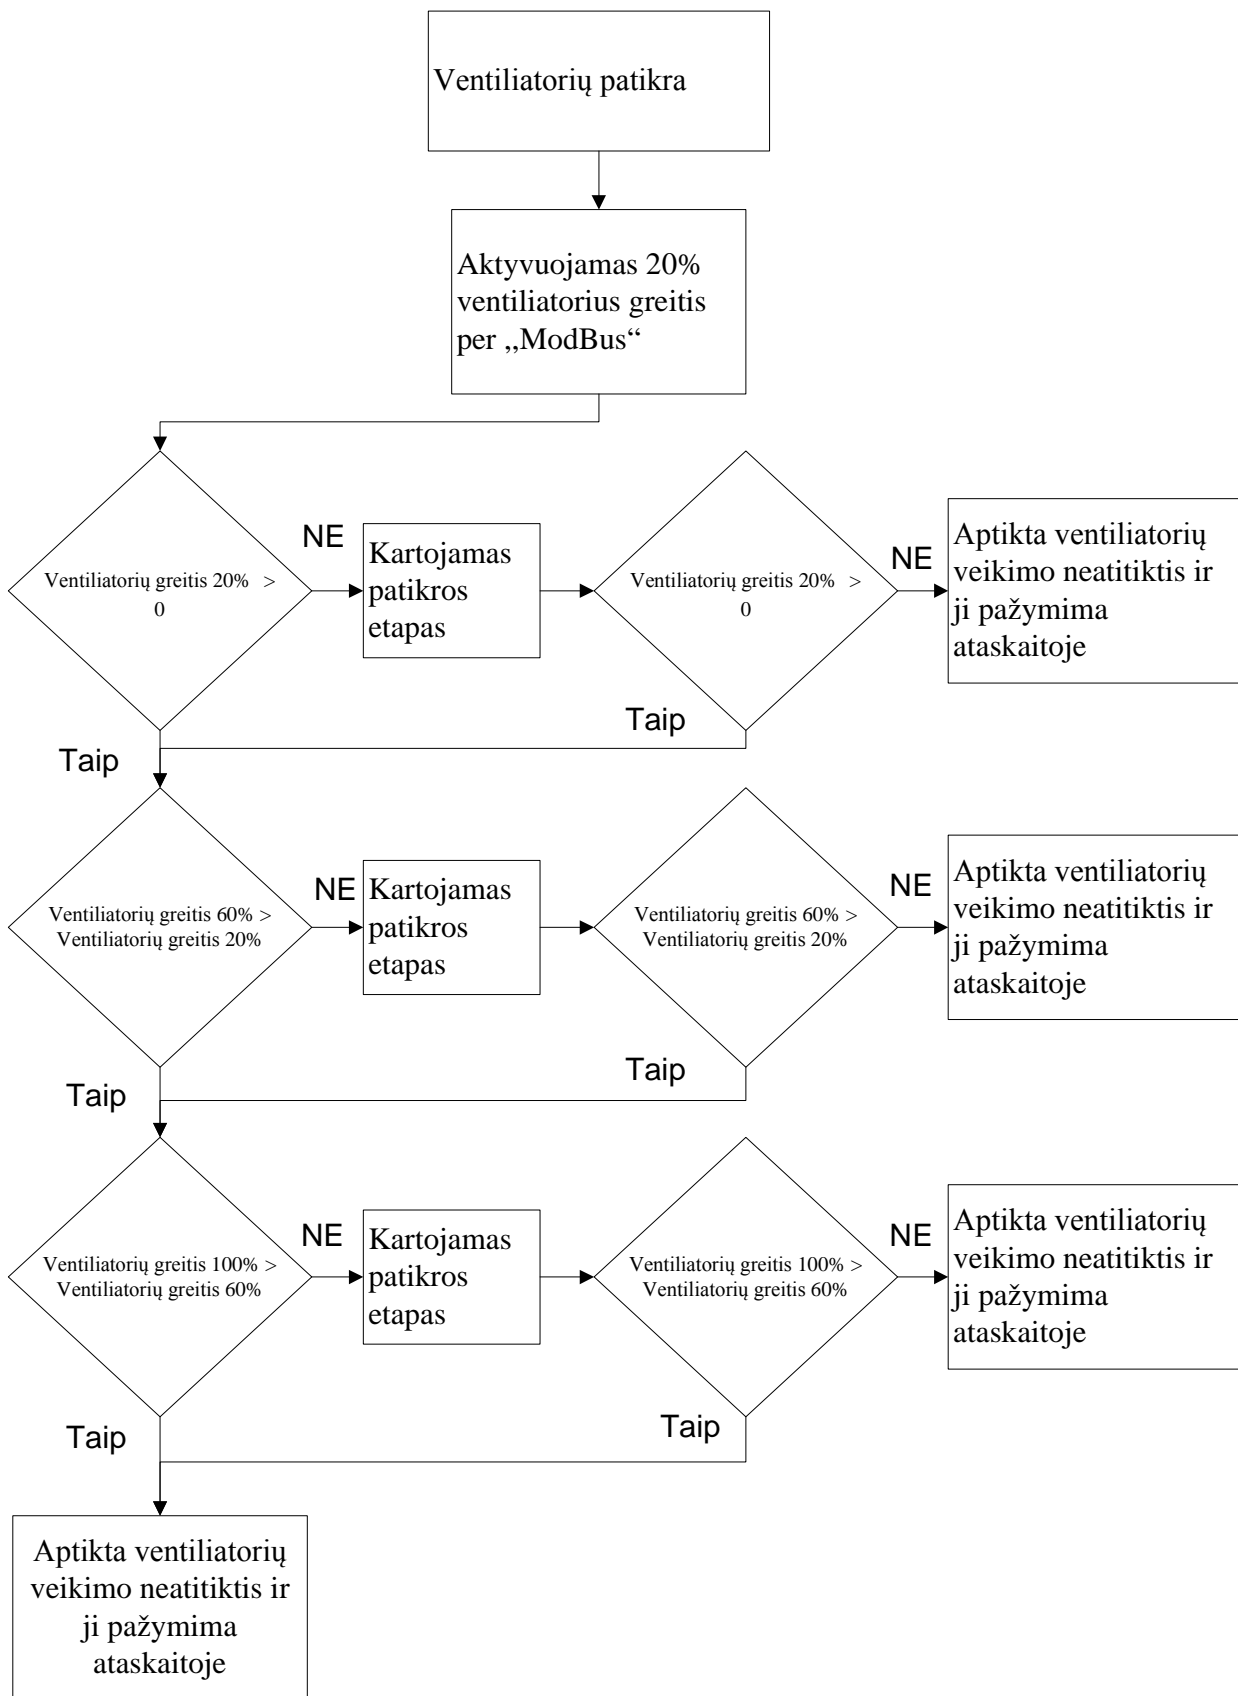 Ventiliatorių patikra
Aktyvuojamas 20%
ventiliatorius greitis
per „ModBus“
Ventiliatorių greitis 20% >
0
NE
Kartojamas
patikros
etapas
Ventiliatorių greitis 20% >
0
NE
Aptikta ventiliatorių
veikimo neatitiktis ir
ji pažymima
ataskaitoje
Taip
Taip
Ventiliatorių greitis 60% >
Ventiliatorių greitis 20%
NE
Kartojamas
patikros
etapas
Ventiliatorių greitis 60% >
Ventiliatorių greitis 20%
NE
Aptikta ventiliatorių
veikimo neatitiktis ir
ji pažymima
ataskaitoje
Taip
Taip
Ventiliatorių greitis 100% >
Ventiliatorių greitis 60%
NE
Kartojamas
patikros
etapas
Ventiliatorių greitis 100% >
Ventiliatorių greitis 60%
NE
Aptikta ventiliatorių
veikimo neatitiktis ir
ji pažymima
ataskaitoje
Taip
Taip
Aptikta ventiliatorių
veikimo neatitiktis ir
ji pažymima
ataskaitoje